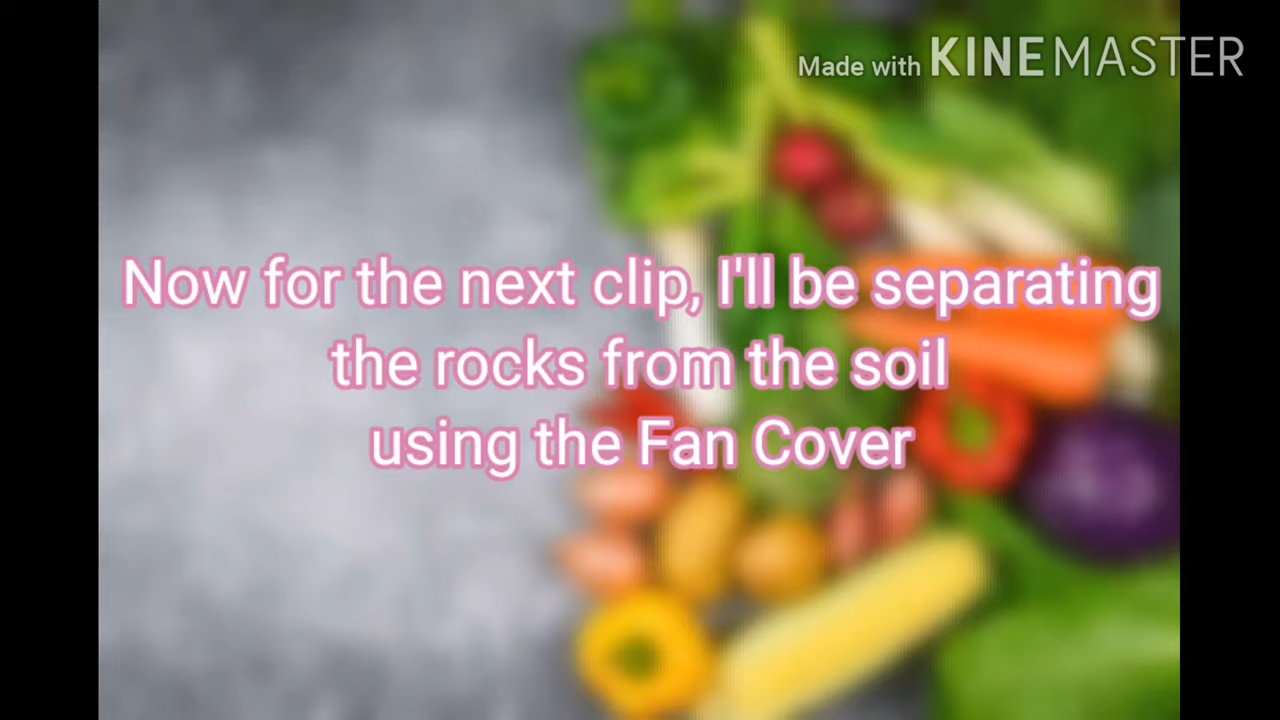 Made with KINEMASTER
Now for the next clip, I'll be separating
the rocks from the soil
using the Fan Cover